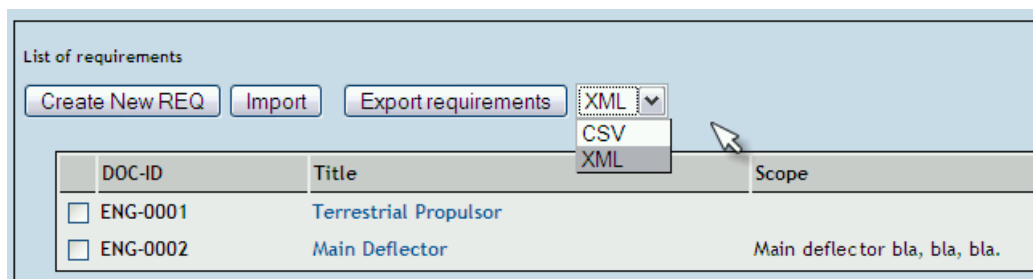 List of requirements
Create New REQ Import Export requirements XML
CSV
XML
DOC-ID Title Scope
ENG-0001 Terrestrial Propulsor
ENG-0002 Main Deflector Main deflector bla, bla, bla.